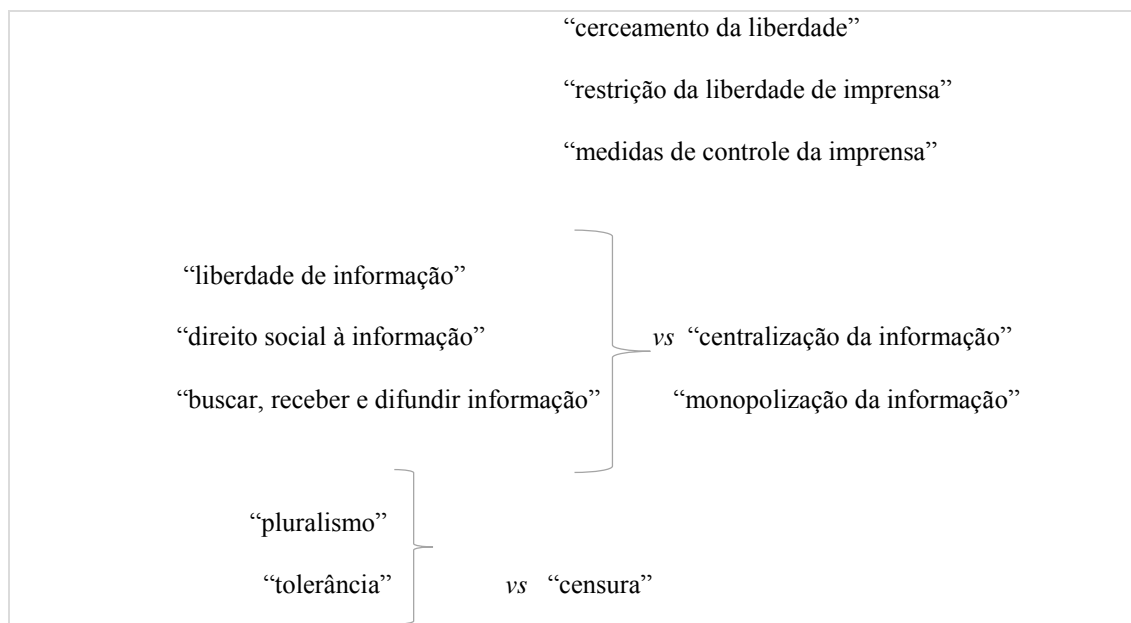 “cerceamento da liberdade”
“restrição da liberdade de imprensa”
“medidas de controle da imprensa”
“liberdade de informação”
“direito social à informação” vs “centralização da informação”
“buscar, receber e difundir informação” “monopolização da informação”
“pluralismo”
“tolerância” vs “censura”